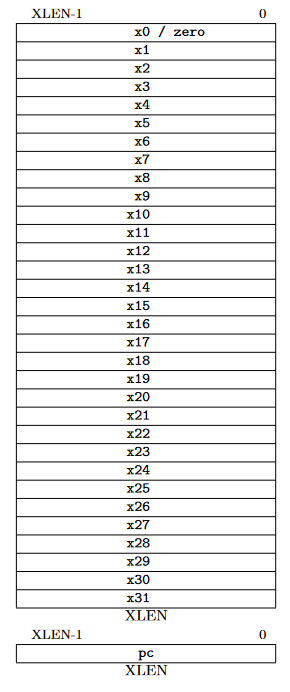 XLEN-1 0
x0 / zero
x1
x2
x3
x4
x5
x6
x7
x8
x9
x10
x11
x12
x13
x14
x15
x16
x17
x18
x19
x20
x21
x22
x23
x24
x25
x26
x27
x28
x29
x30
x31
XLEN
XLEN-1 0
pc
XLEN